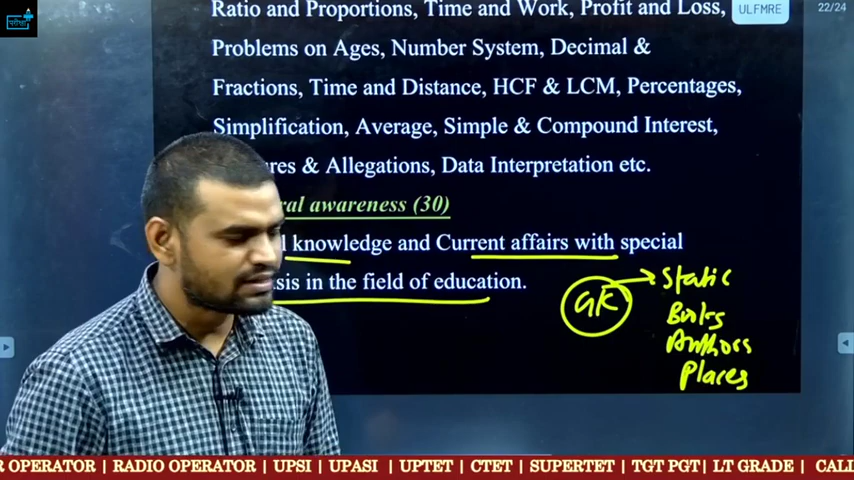 परीक्षा
Ratio and Proportions, Time and Work, Profit and Loss,
ULFMRE
22/24
Problems on Ages, Number System, Decimal &
Fractions, Time and Distance, HCF & LCM, Percentages,
Simplification, Average, Simple & Compound Interest,
res & Allegations, Data Interpretation etc.
ral awareness (30)
l knowledge and Current affairs with special
sis in the field of education.
GK
Static
Books
Authors
Places
R OPERATOR | RADIO OPERATOR | UPSI | UPASI | UPTET | CTET | SUPERTET | TGT PGT| LT GRADE | CALL